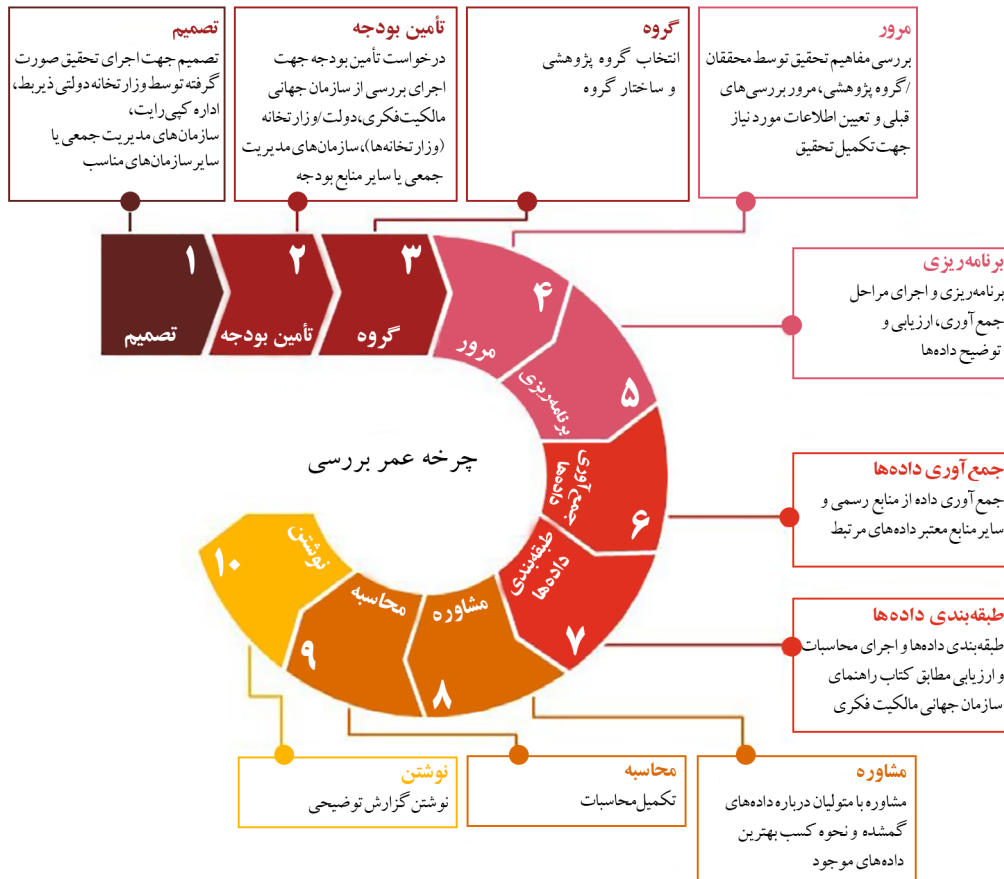 تصمیم
تصمیم جهت اجرای تحقیق صورت
گرفته توسط وزارتخانه دولتی ذیربط،
اداره کپی‌رایت،
سازمان‌های مدیریت جمعی یا
سایر سازمان‌های مناسب
تأمین بودجه
درخواست تأمین بودجه جهت
اجرای بررسی از سازمان جهانی
مالکیت فکری، دولت/وزارتخانه
(وزارتخانه‌ها)، سازمان‌های مدیریت
جمعی یا سایر منابع بودجه
گروه
انتخاب گروه پژوهشی
و ساختار گروه
مرور
بررسی مفاهیم تحقیق توسط محققان
/گروه پژوهشی، مرور بررسی‌های
قبلی و تعیین اطلاعات مورد نیاز
جهت تکمیل تحقیق
۱
تصمیم
۲
تأمین بودجه
۳
گروه
۴
مرور
۵
برنامه‌ریزی
۶
جمع‌آوری
داده‌ها
۷
طبقه‌بندی
داده‌ها
۸
مشاوره
۹
محاسبه
۱۰
نوشتن
چرخه عمر بررسی
برنامه‌ریزی
برنامه‌ریزی و اجرای مراحل
جمع‌آوری، ارزیابی و
توضیح داده‌ها
جمع‌آوری داده‌ها
جمع‌آوری داده از منابع رسمی و
سایر منابع معتبر داده‌های مرتبط
طبقه‌بندی داده‌ها
طبقه‌بندی داده‌ها و اجرای محاسبات
و ارزیابی مطابق کتاب راهنمای
سازمان جهانی مالکیت فکری
مشاوره
مشاوره با متولیان درباره داده‌های
گمشده و نحوه کسب بهترین
داده‌های موجود
محاسبه
تکمیل محاسبات
نوشتن
نوشتن گزارش توضیحی